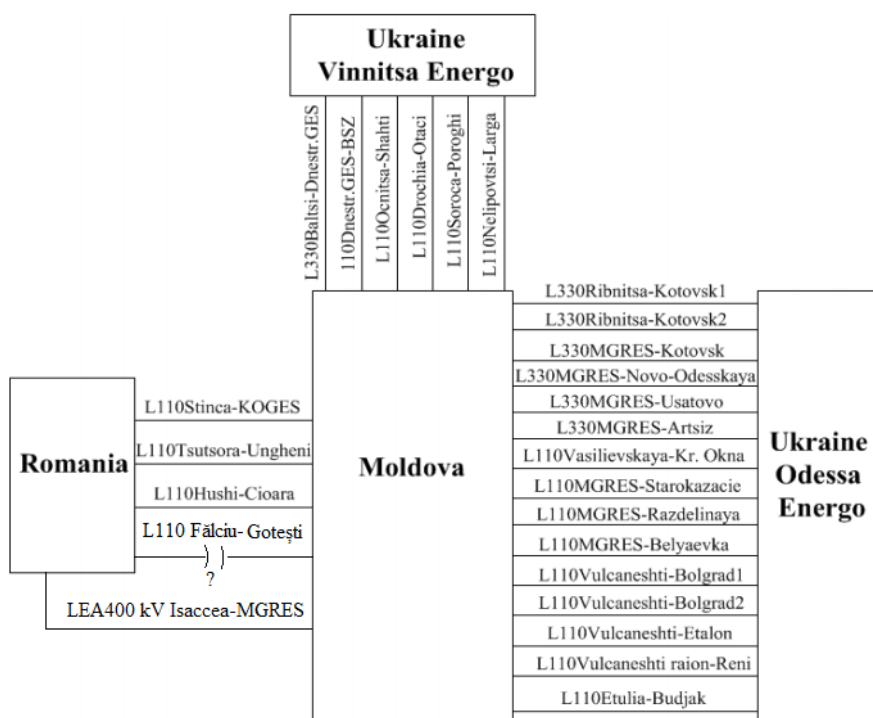 Ukraine
Vinnitsa Energo
L330Baltsi-Dnestr.GES
110Dnestr.GES-BSZ
L110Ocnitsa-Shahti
L110Drochia-Otaci
L110Soroca-Poroghi
L110Nelipovtsi-Larga
Romania
L110Stinca-KOGES
L110Tsutsora-Ungheni
L110Hushi-Cioara
L110 Fălciu- Gotești
?
LEA400 kV Isaccea-MGRES
Moldova
L330Ribnitsa-Kotovsk1
L330Ribnitsa-Kotovsk2
L330MGRES-Kotovsk
L330MGRES-Novo-Odesskaya
L330MGRES-Usatovo
L330MGRES-Artsiz
L110Vasilievskaya-Kr. Okna
L110MGRES-Starokazacie
L110MGRES-Razdelinaya
L110MGRES-Belyaevka
L110Vulcaneshti-Bolgrad1
L110Vulcaneshti-Bolgrad2
L110Vulcaneshti-Etalon
L110Vulcaneshti raion-Reni
L110Etulia-Budjak
Ukraine
Odessa
Energo